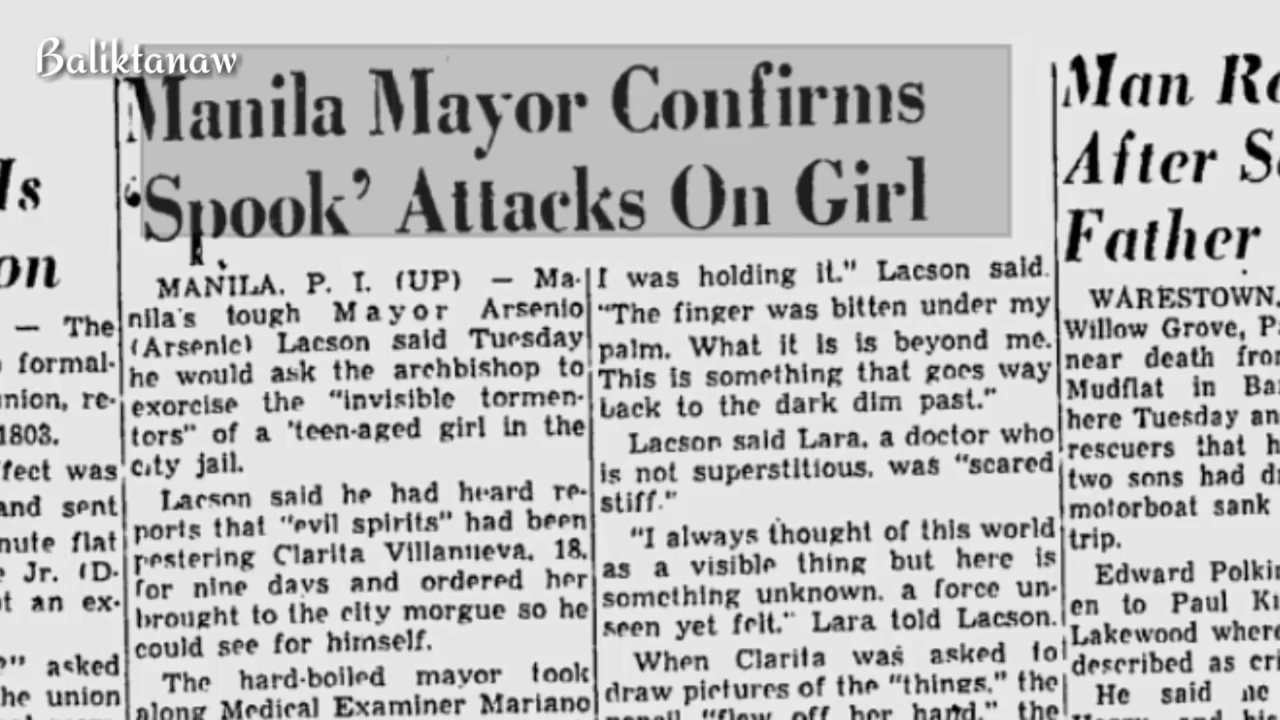 Baliktanaw
Manila Mayor Confirms
'Spook' Attacks On Girl
MANILA. P. I. (UP) — Ma-
nila's tough Mayor Arsenio
(Arsenic) Lacson said Tuesday
he would ask the archbishop to
exorcise the "invisible tormen-
tors" of a 'teen-aged girl in the
city jail.
Lacson said he had heard re-
ports that "evil spirits" had been
pestering Clarita Villanueva, 18,
for nine days and ordered her
brought to the city morgue so he
could see for himself.
The hard-boiled mayor took
along Medical Examiner Mariano
I was holding it." Lacson said.
"The finger was bitten under my
palm. What it is is beyond me.
This is something that goes way
back to the dark dim past."
Lacson said Lara, a doctor who
is not superstitious, was "scared
stiff."
"I always thought of this world
as a visible thing but here is
something unknown, a force un-
seen yet felt." Lara told Lacson.
When Clarita was asked to
draw pictures of the "things," the
pencil "flew off her hand," the
Is
on
— The
formal-
re-
1803.
was
and sent
flat
Jr. (D-
an ex-
asked
union
Man
After
Father
WARESTOWN,
Willow Grove,
near death
Mudflat in
here Tuesday
rescuers that
two sons had
motorboat sank
trip.
Edward
en to Paul
Lakewood
described as
He said